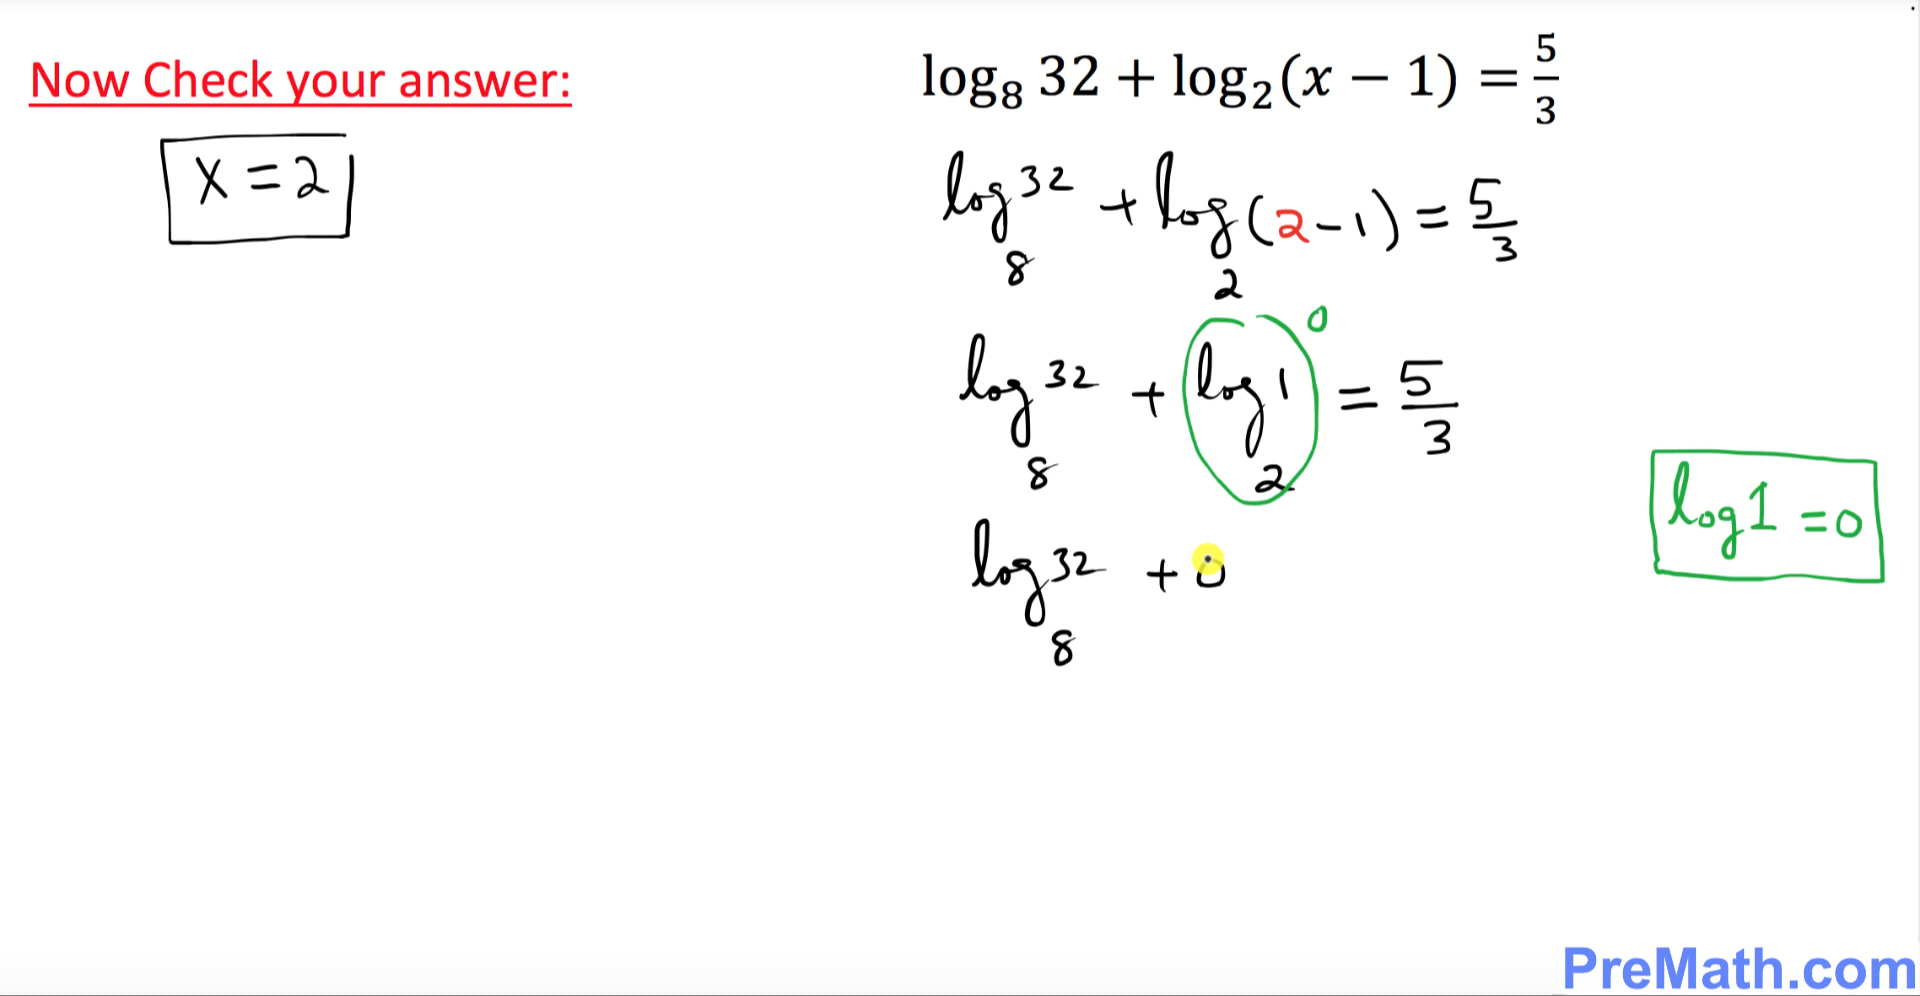 Now Check your answer:
x = 2
log₈ 32 + log₂(x − 1) = 5/3
log₈ 32 + log₂(2-1) = 5/3
log₈ 32 + log₂ 1 = 5/3
0
log 1 = 0
log₈ 32 + 0
PreMath.com